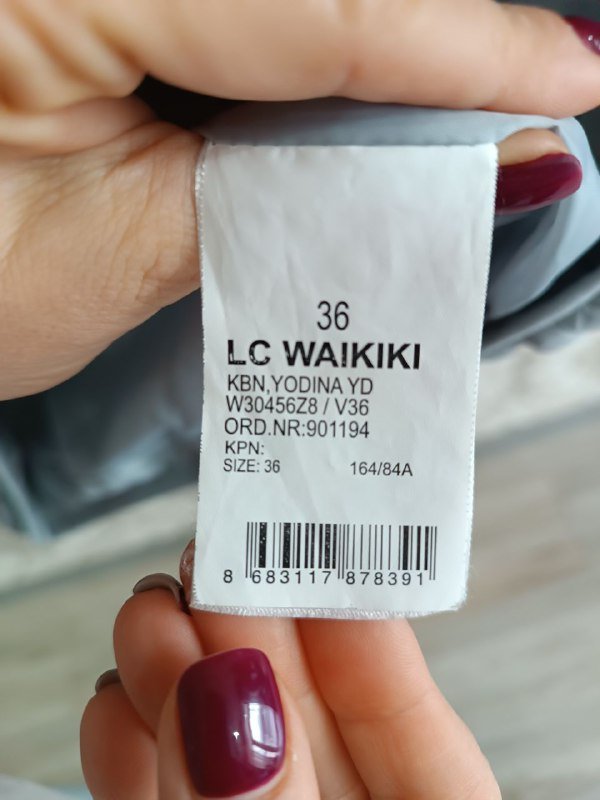 36
LC WAIKIKI
KBN,YODINA YD
W30456Z8 / V36
ORD.NR:901194
KPN:
SIZE: 36 164/84A
8 683117 878391